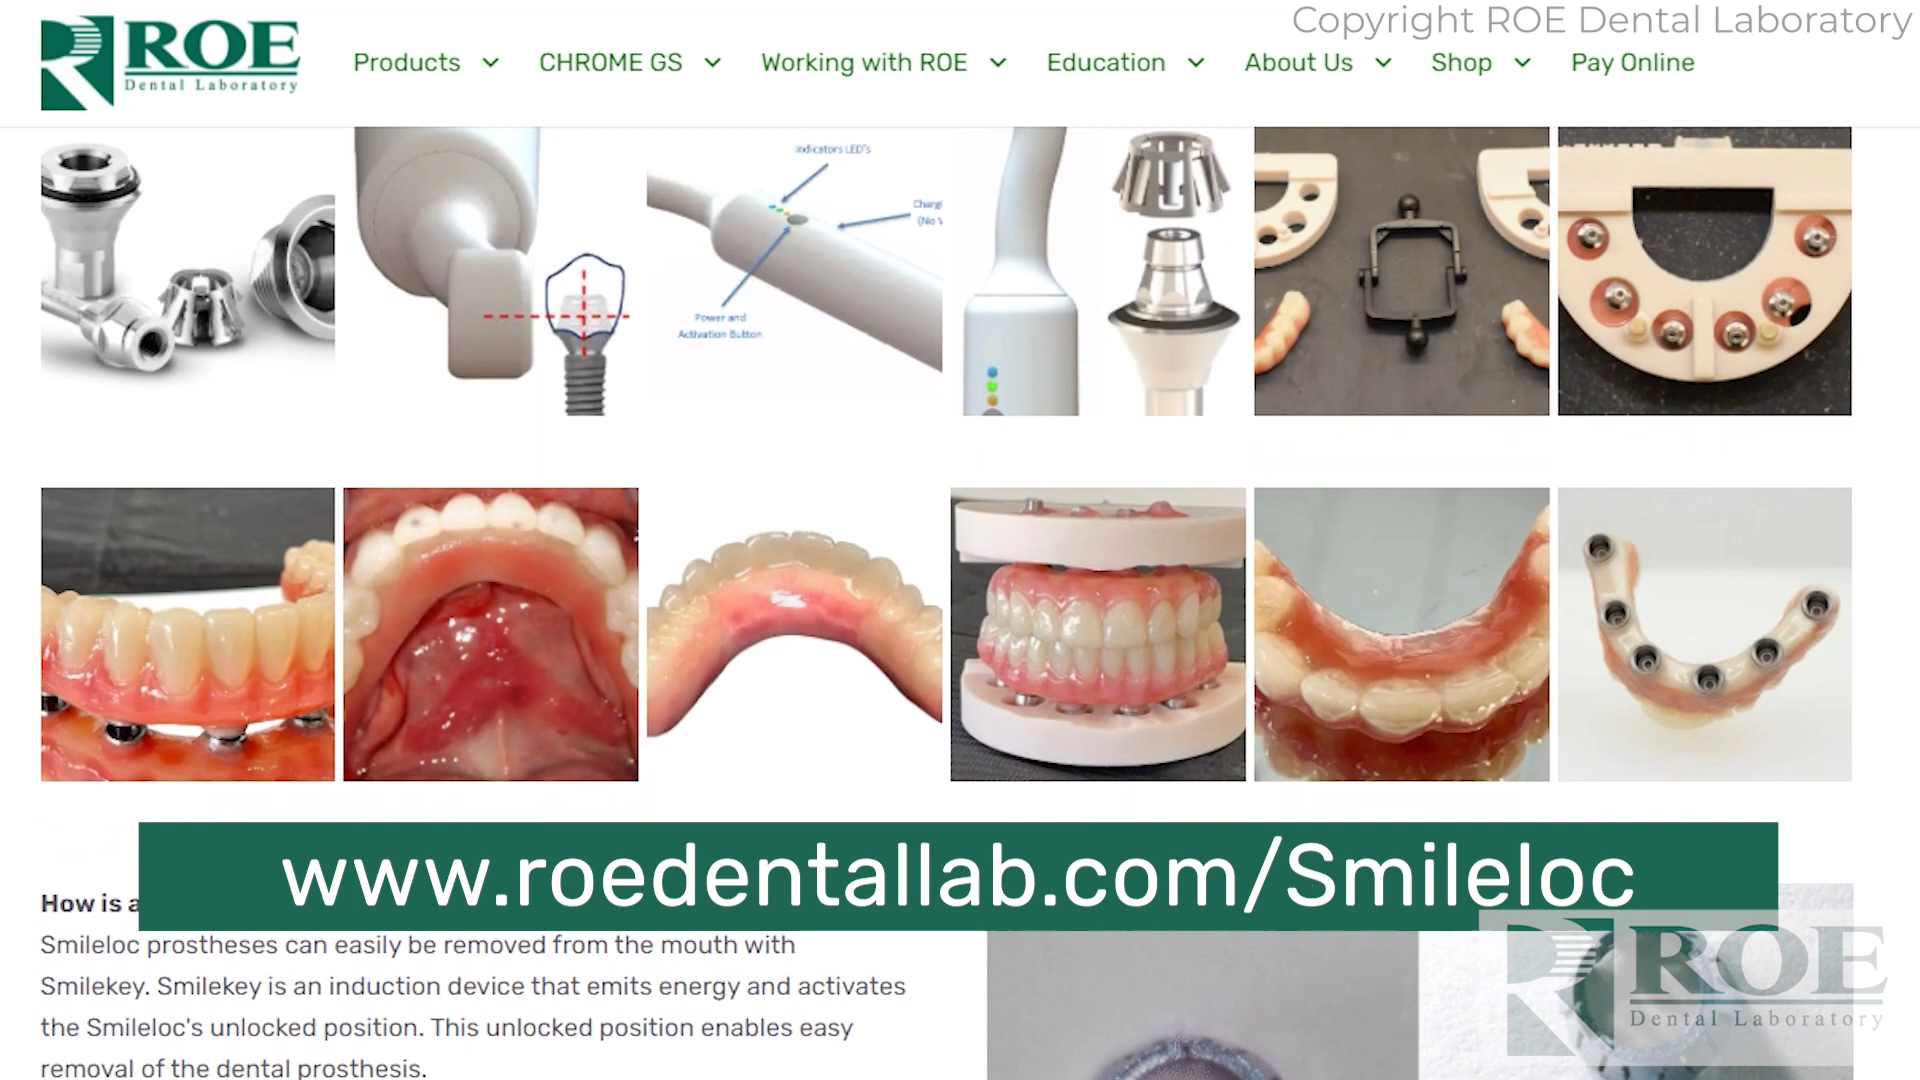 Copyright ROE Dental Laboratory
ROE
Dental Laboratory
Products
CHROME GS
Working with ROE
Education
About Us
Shop
Pay Online
Indicators LED's
(No
Power and
Activation Button
www.roedentallab.com/Smileloc
How is a
Smileloc prostheses can easily be removed from the mouth with
Smilekey. Smilekey is an induction device that emits energy and activates
the Smileloc's unlocked position. This unlocked position enables easy
removal of the dental prosthesis.
ROE
Dental Laboratory